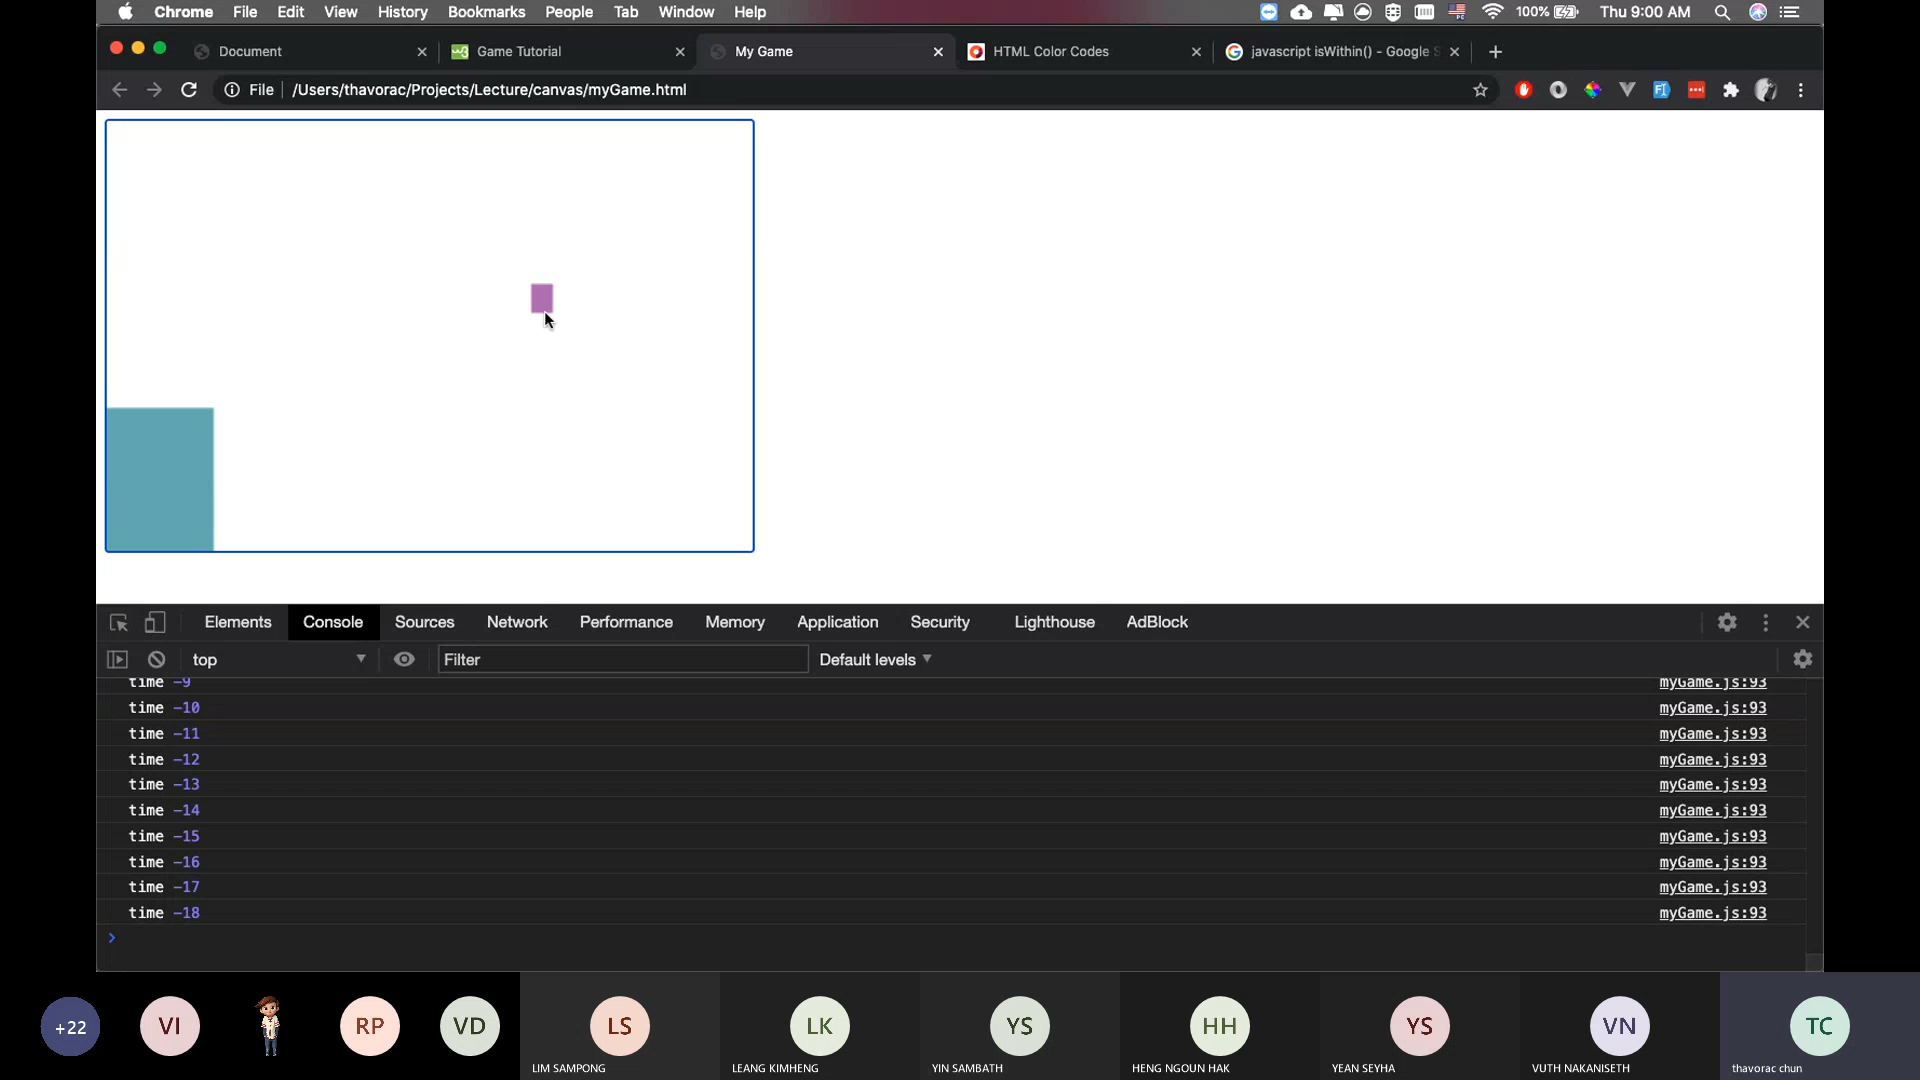 Chrome File Edit View History Bookmarks People Tab Window Help 100% Thu 9:00 AM
Document Game Tutorial My Game HTML Color Codes javascript isWithin() - Google S
File /Users/thavorac/Projects/Lecture/canvas/myGame.html
Elements Console Sources Network Performance Memory Application Security Lighthouse AdBlock
top Filter Default levels
time -9 myGame.js:93
time -10 myGame.js:93
time -11 myGame.js:93
time -12 myGame.js:93
time -13 myGame.js:93
time -14 myGame.js:93
time -15 myGame.js:93
time -16 myGame.js:93
time -17 myGame.js:93
time -18 myGame.js:93
+22 VI RP VD LS LK YS HH YS VN TC
LIM SAMPONG LEANG KIMHENG YIN SAMBATH HENG NGOUN HAK YEAN SEYHA VUTH NAKANISETH thavorac chun